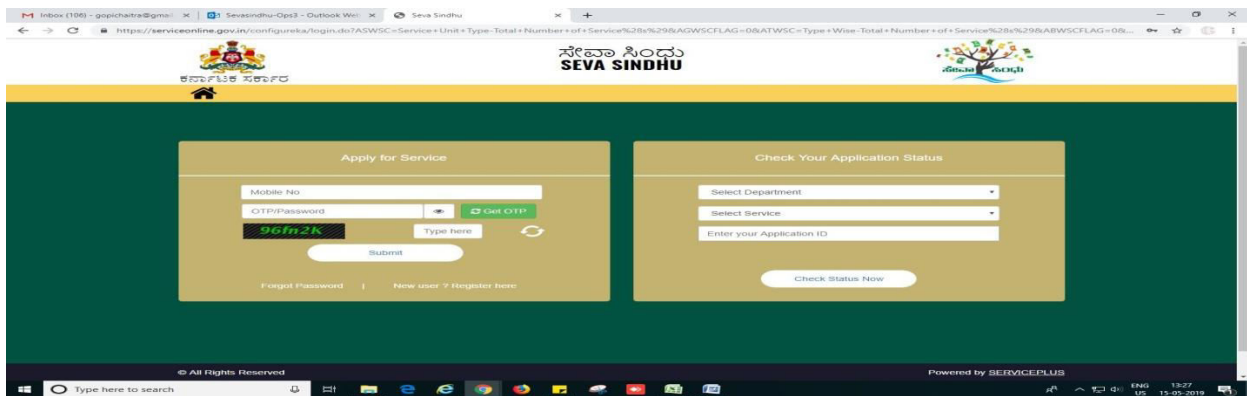 Inbox (106) - gopichaitra@gmai
Sevasindhu-Ops3 - Outlook Web
Seva Sindhu
https://serviceonline.gov.in/configureka/login.do?ASWSC=Service+Unit+Type-Total+Number+of+Service%28s%29&AGWSCFLAG=0&ATWSC=Type+Wise-Total+Number+of+Service%28s%29&ABWSCFLAG=0&...
ಸೇವಾ ಸಿಂಧು
SEVA SINDHU
ಕರ್ನಾಟಕ ಸರ್ಕಾರ
ಸೇವಾ ಸಿಂಧು
Apply for Service
Mobile No
OTP/Password
Get OTP
96fn2K
Type here
Submit
Forgot Password | New user ? Register here
Check Your Application Status
Select Department
Select Service
Enter your Application ID
Check Status Now
© All Rights Reserved
Powered by SERVICEPLUS
Type here to search
ENG
US
13:27
15-05-2019